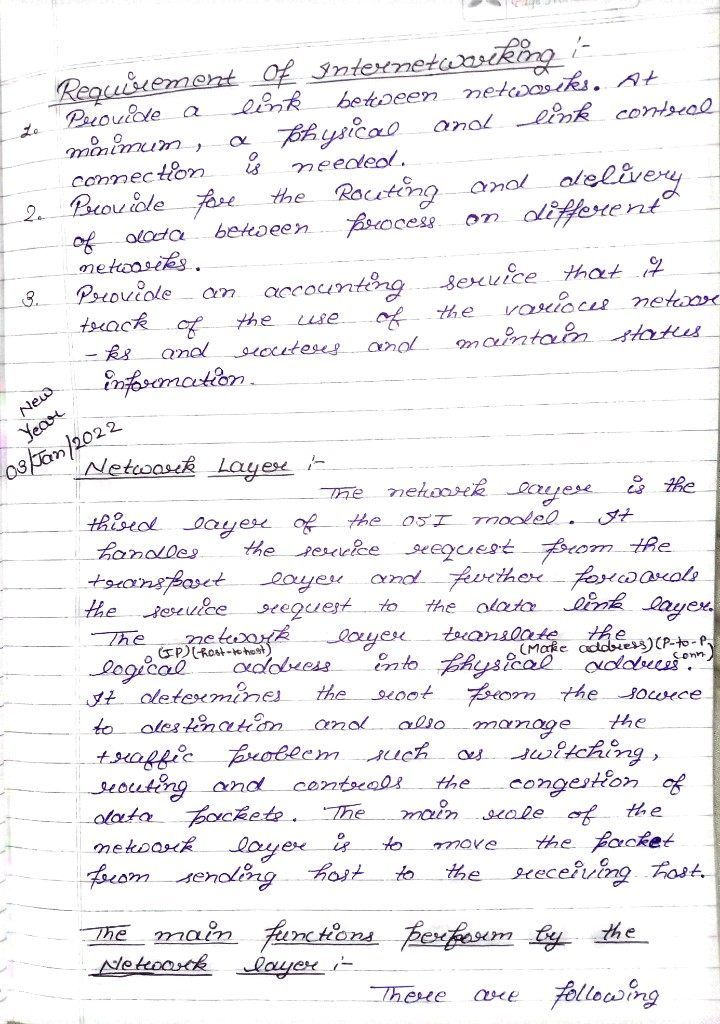 Requirement of Internetworking :-
1. Provide a link between networks. At
minimum, a physical and link control
connection is needed.
2. Provide for the Routing and delivery
of data between process on different
networks.
3. Provide an accounting service that it
track of the use of the various networ
- ks and routers and maintain status
information.
New
Year
03/Jan/2022
Network Layer :-
The network layer is the
third layer of the OSI model. It
handles the service request from the
transport layer and further forwards
the service request to the data link layer.
The network layer translate the
(IP) (Host-to host) (Make address) (P-to-P conn.)
logical address into physical address.
It determines the root from the source
to destination and also manage the
traffic problem such as switching,
routing and controls the congestion of
data packets. The main role of the
network layer is to move the packet
from sending host to the receiving host.
The main functions perform by the
Network layer :-
There are following